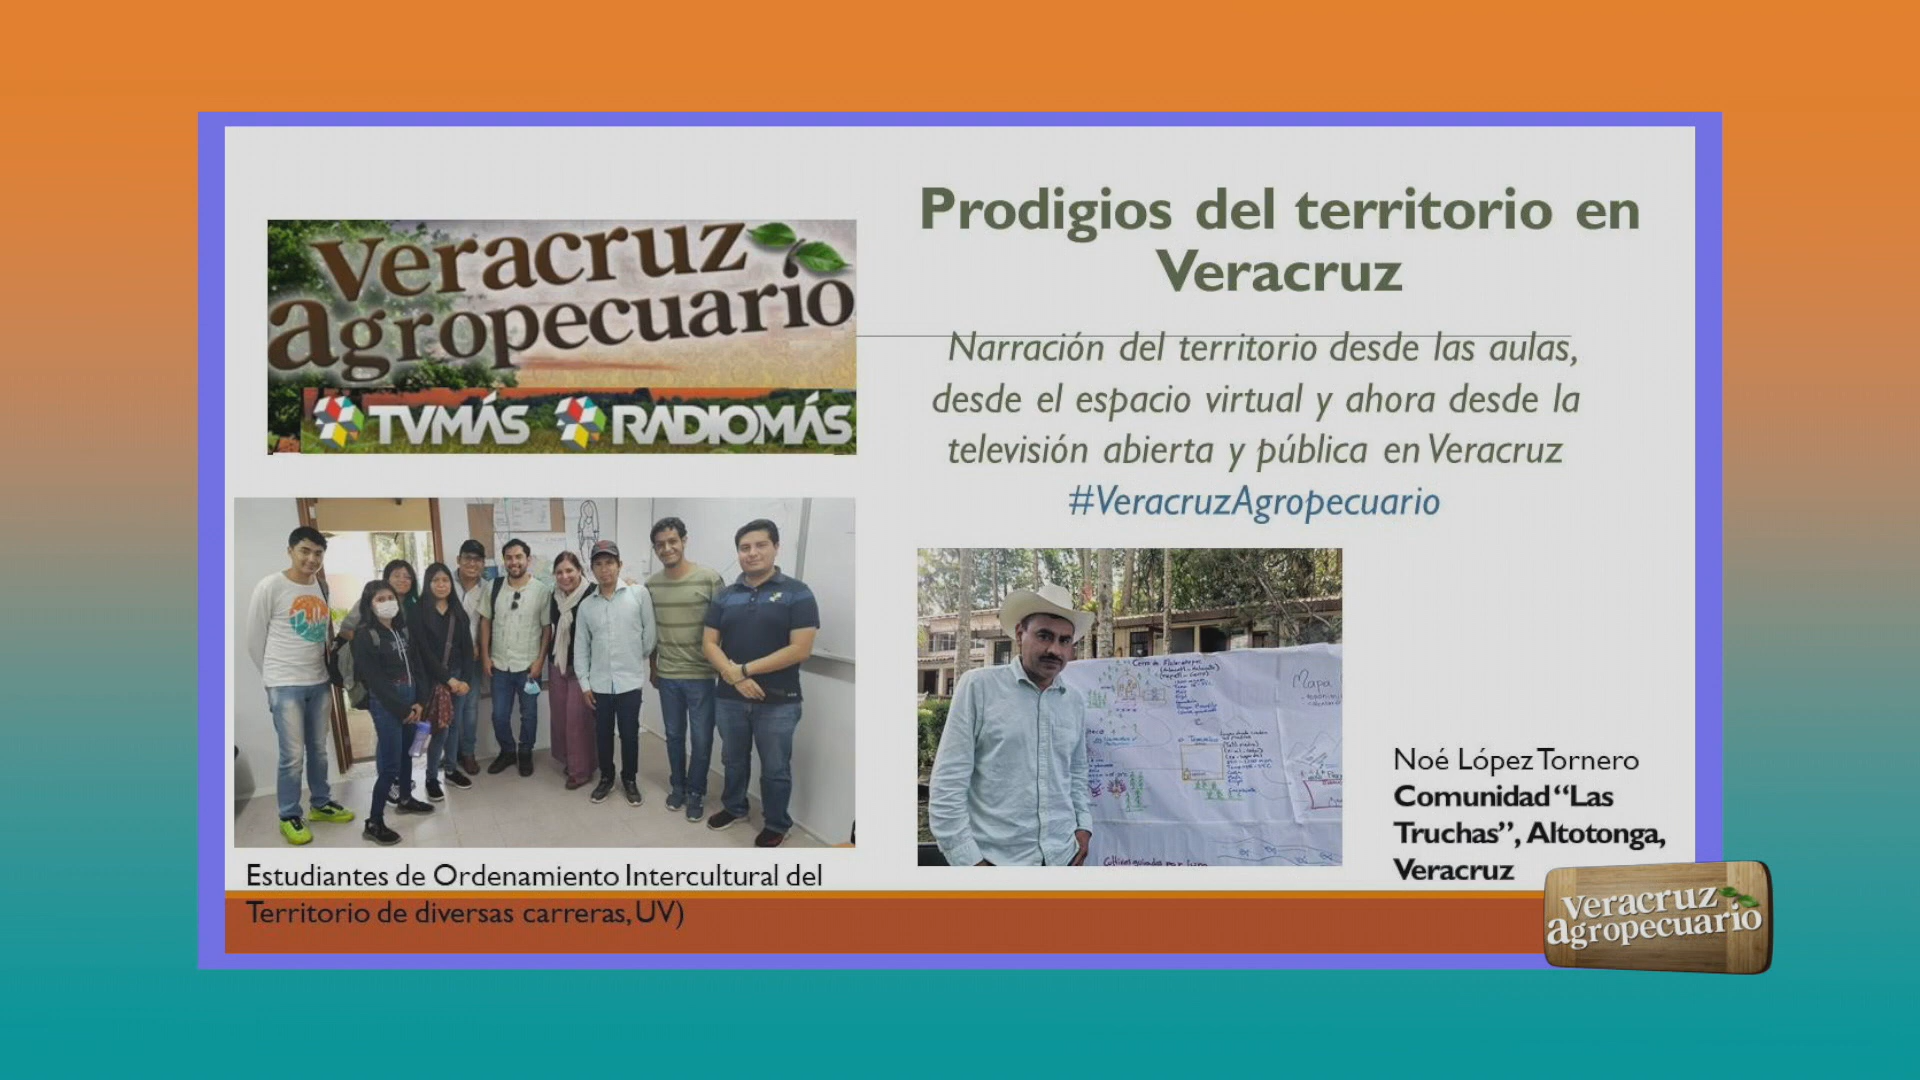 Veracruz
agropecuario
TVMÁS RADIOMÁS
Prodigios del territorio en
Veracruz
Narración del territorio desde las aulas,
desde el espacio virtual y ahora desde la
televisión abierta y pública en Veracruz
#VeracruzAgropecuario
Estudiantes de Ordenamiento Intercultural del
Territorio de diversas carreras, UV)
Mapa
Noé López Tornero
Comunidad “Las
Truchas”, Altotonga,
Veracruz
Veracruz
agropecuario